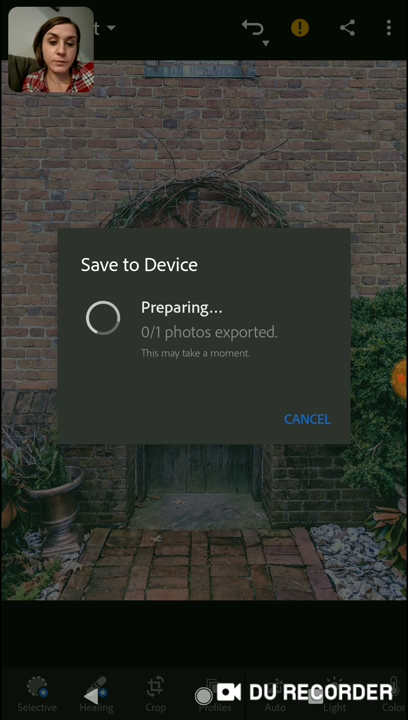 t
Save to Device
Preparing...
0/1 photos exported.
This may take a moment.
CANCEL
Selective
Healing
Crop
Profiles
Auto
Light
Color
DU RECORDER